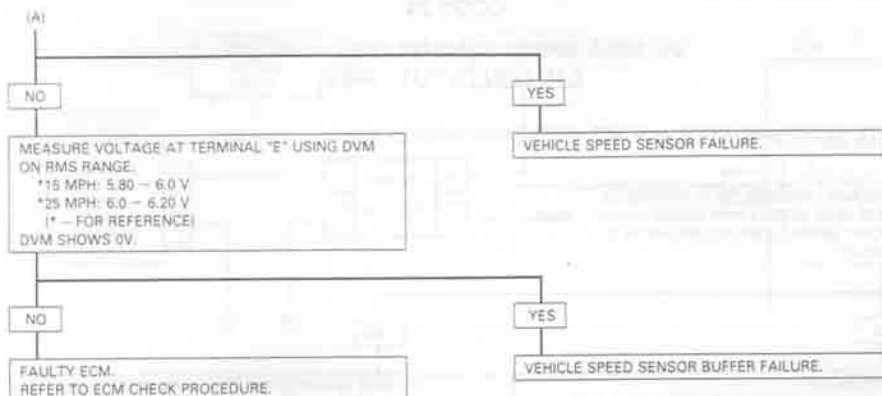 (A)
NO
YES
MEASURE VOLTAGE AT TERMINAL "E" USING DVM
ON RMS RANGE.
*15 MPH: 5.80 – 6.0 V
*25 MPH: 6.0 – 6.20 V
(* – FOR REFERENCE)
DVM SHOWS 0V.
VEHICLE SPEED SENSOR FAILURE.
NO
YES
FAULTY ECM.
REFER TO ECM CHECK PROCEDURE.
VEHICLE SPEED SENSOR BUFFER FAILURE.